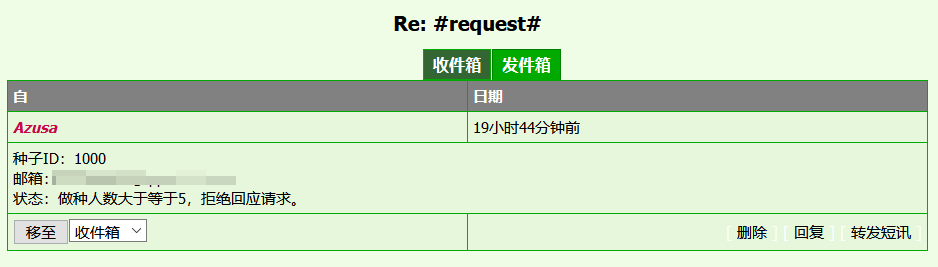 Re: #request#
收件箱 发件箱
自 日期
Azusa 19小时44分钟前
种子ID：1000
邮箱：
状态：做种人数大于等于5，拒绝回应请求。
移至 收件箱 [ 删除 ] [ 回复 ] [ 转发短讯 ]